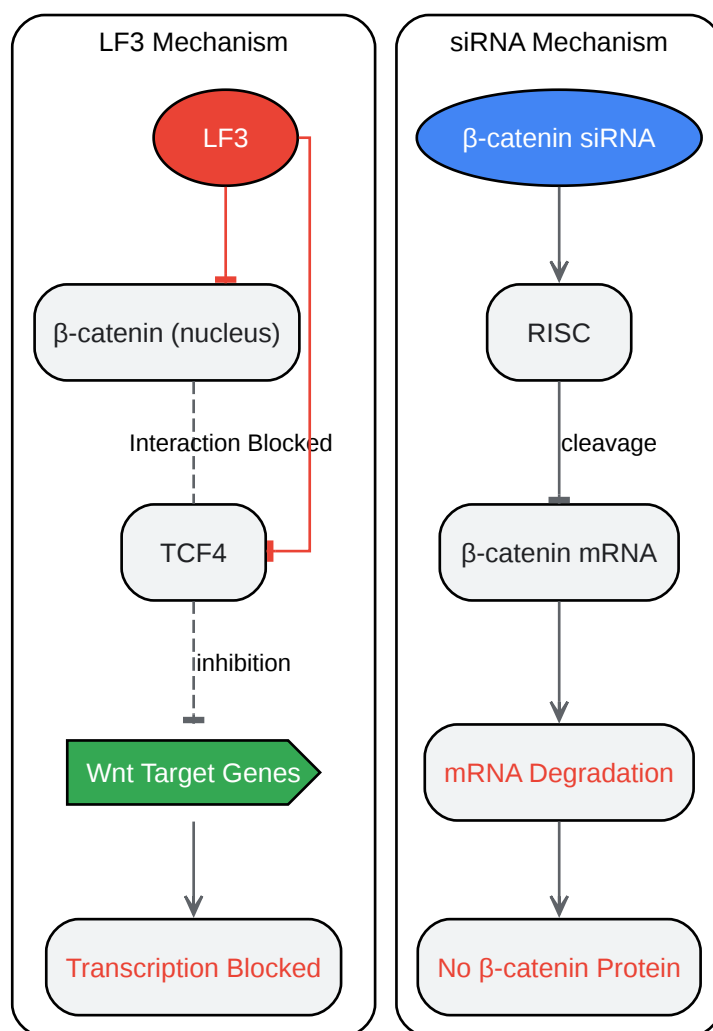 LF3 Mechanism
LF3
β-catenin (nucleus)
Interaction Blocked
TCF4
inhibition
Wnt Target Genes
Transcription Blocked
siRNA Mechanism
β-catenin siRNA
RISC
cleavage
β-catenin mRNA
mRNA Degradation
No β-catenin Protein